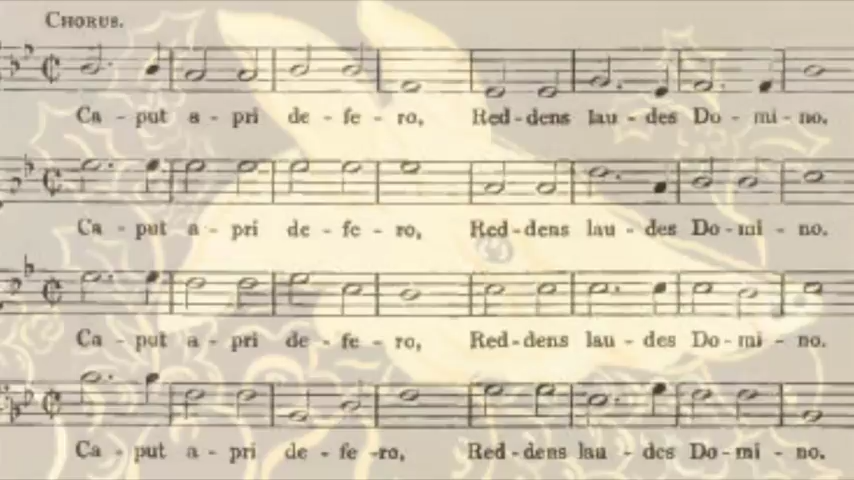 CHORUS.
Ca - put a - pri de - fe - ro, Red - dens lau - des Do - mi - no.
Ca - put a - pri de - fe - ro, Red - dens lau - des Do - mi - no.
Ca - put a - pri de - fe - ro, Red - dens lau - des Do - mi - no.
Ca - put a - pri de - fe - ro, Red - dens lau - des Do - mi - no.